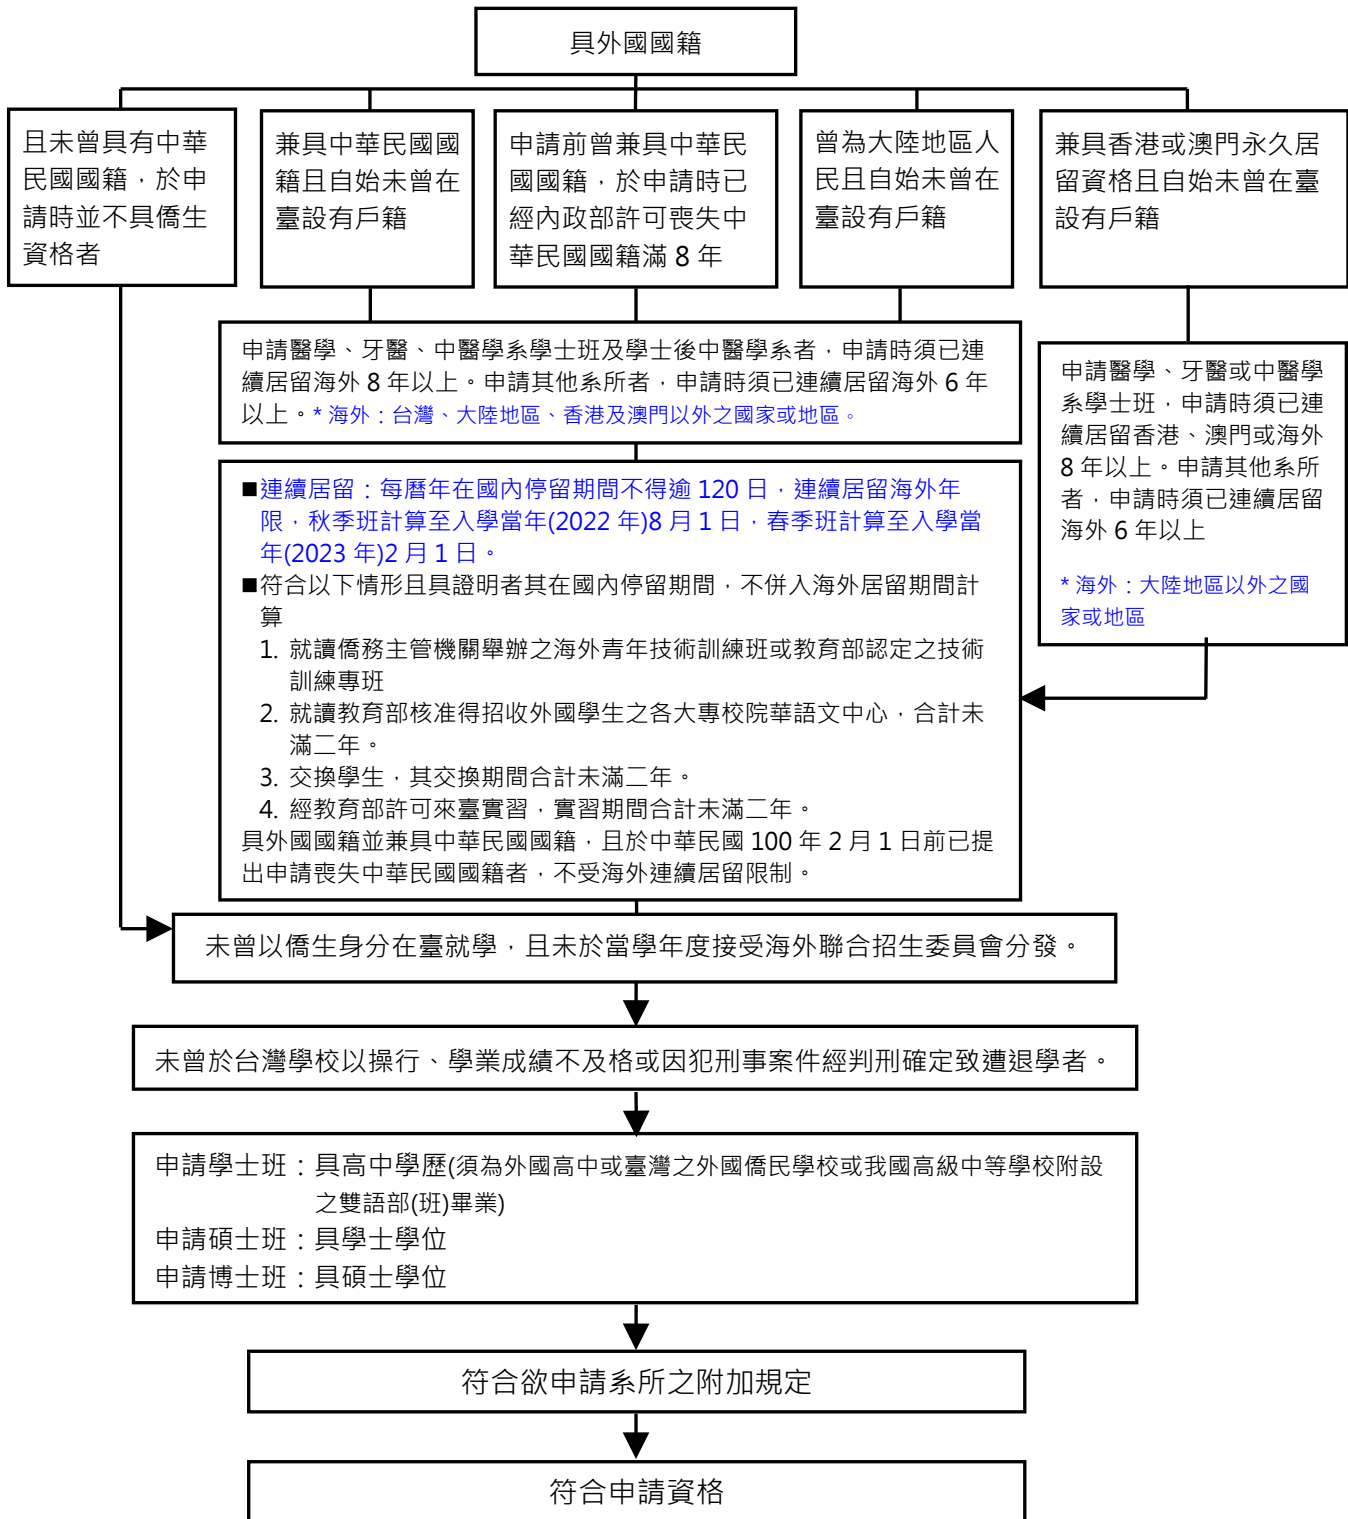 具外國國籍
且未曾具有中華
民國國籍，於申
請時並不具僑生
資格者
兼具中華民國國
籍且自始未曾在
臺設有戶籍
申請前曾兼具中華民
國國籍，於申請時已
經內政部許可喪失中
華民國國籍滿 8 年
曾為大陸地區人
民且自始未曾在
臺設有戶籍
兼具香港或澳門永久居
留資格且自始未曾在臺
設有戶籍
申請醫學、牙醫、中醫學系學士班及學士後中醫學系者，申請時須已連
續居留海外 8 年以上。申請其他系所者，申請時須已連續居留海外 6 年
以上。* 海外：台灣、大陸地區、香港及澳門以外之國家或地區。
申請醫學、牙醫或中醫學
系學士班，申請時須已連
續居留香港、澳門或海外
8 年以上。申請其他系所
者，申請時須已連續居留
海外 6 年以上
* 海外：大陸地區以外之國
家或地區
■連續居留：每曆年在國內停留期間不得逾 120 日，連續居留海外年
限，秋季班計算至入學當年(2022 年)8 月 1 日，春季班計算至入學當
年(2023 年)2 月 1 日。
■符合以下情形且具證明者其在國內停留期間，不併入海外居留期間計
算
1. 就讀僑務主管機關舉辦之海外青年技術訓練班或教育部認定之技術
訓練專班
2. 就讀教育部核准得招收外國學生之各大專校院華語文中心，合計未
滿二年。
3. 交換學生，其交換期間合計未滿二年。
4. 經教育部許可來臺實習，實習期間合計未滿二年。
具外國國籍並兼具中華民國國籍，且於中華民國 100 年 2 月 1 日前已提
出申請喪失中華民國國籍者，不受海外連續居留限制。
未曾以僑生身分在臺就學，且未於當學年度接受海外聯合招生委員會分發。
未曾於台灣學校以操行、學業成績不及格或因犯刑事案件經判刑確定致遭退學者。
申請學士班：具高中學歷(須為外國高中或臺灣之外國僑民學校或我國高級中等學校附設
之雙語部(班)畢業)
申請碩士班：具學士學位
申請博士班：具碩士學位
符合欲申請系所之附加規定
符合申請資格